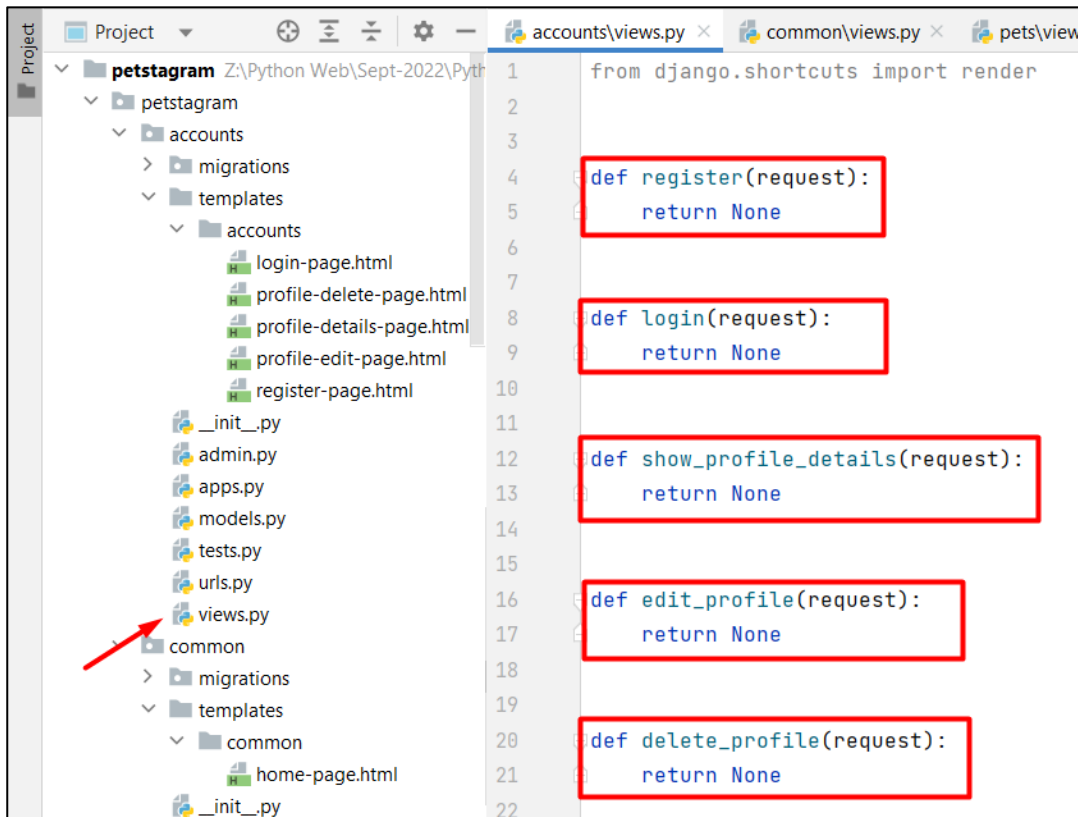 Project
Project
petstagram Z:\Python Web\Sept-2022\Pyth
petstagram
accounts
migrations
templates
accounts
login-page.html
profile-delete-page.html
profile-details-page.html
profile-edit-page.html
register-page.html
__init__.py
admin.py
apps.py
models.py
tests.py
urls.py
views.py
common
migrations
templates
common
home-page.html
__init__.py
accounts\views.py common\views.py pets\view
1 from django.shortcuts import render
2
3
4 def register(request):
5 return None
6
7
8 def login(request):
9 return None
10
11
12 def show_profile_details(request):
13 return None
14
15
16 def edit_profile(request):
17 return None
18
19
20 def delete_profile(request):
21 return None
22